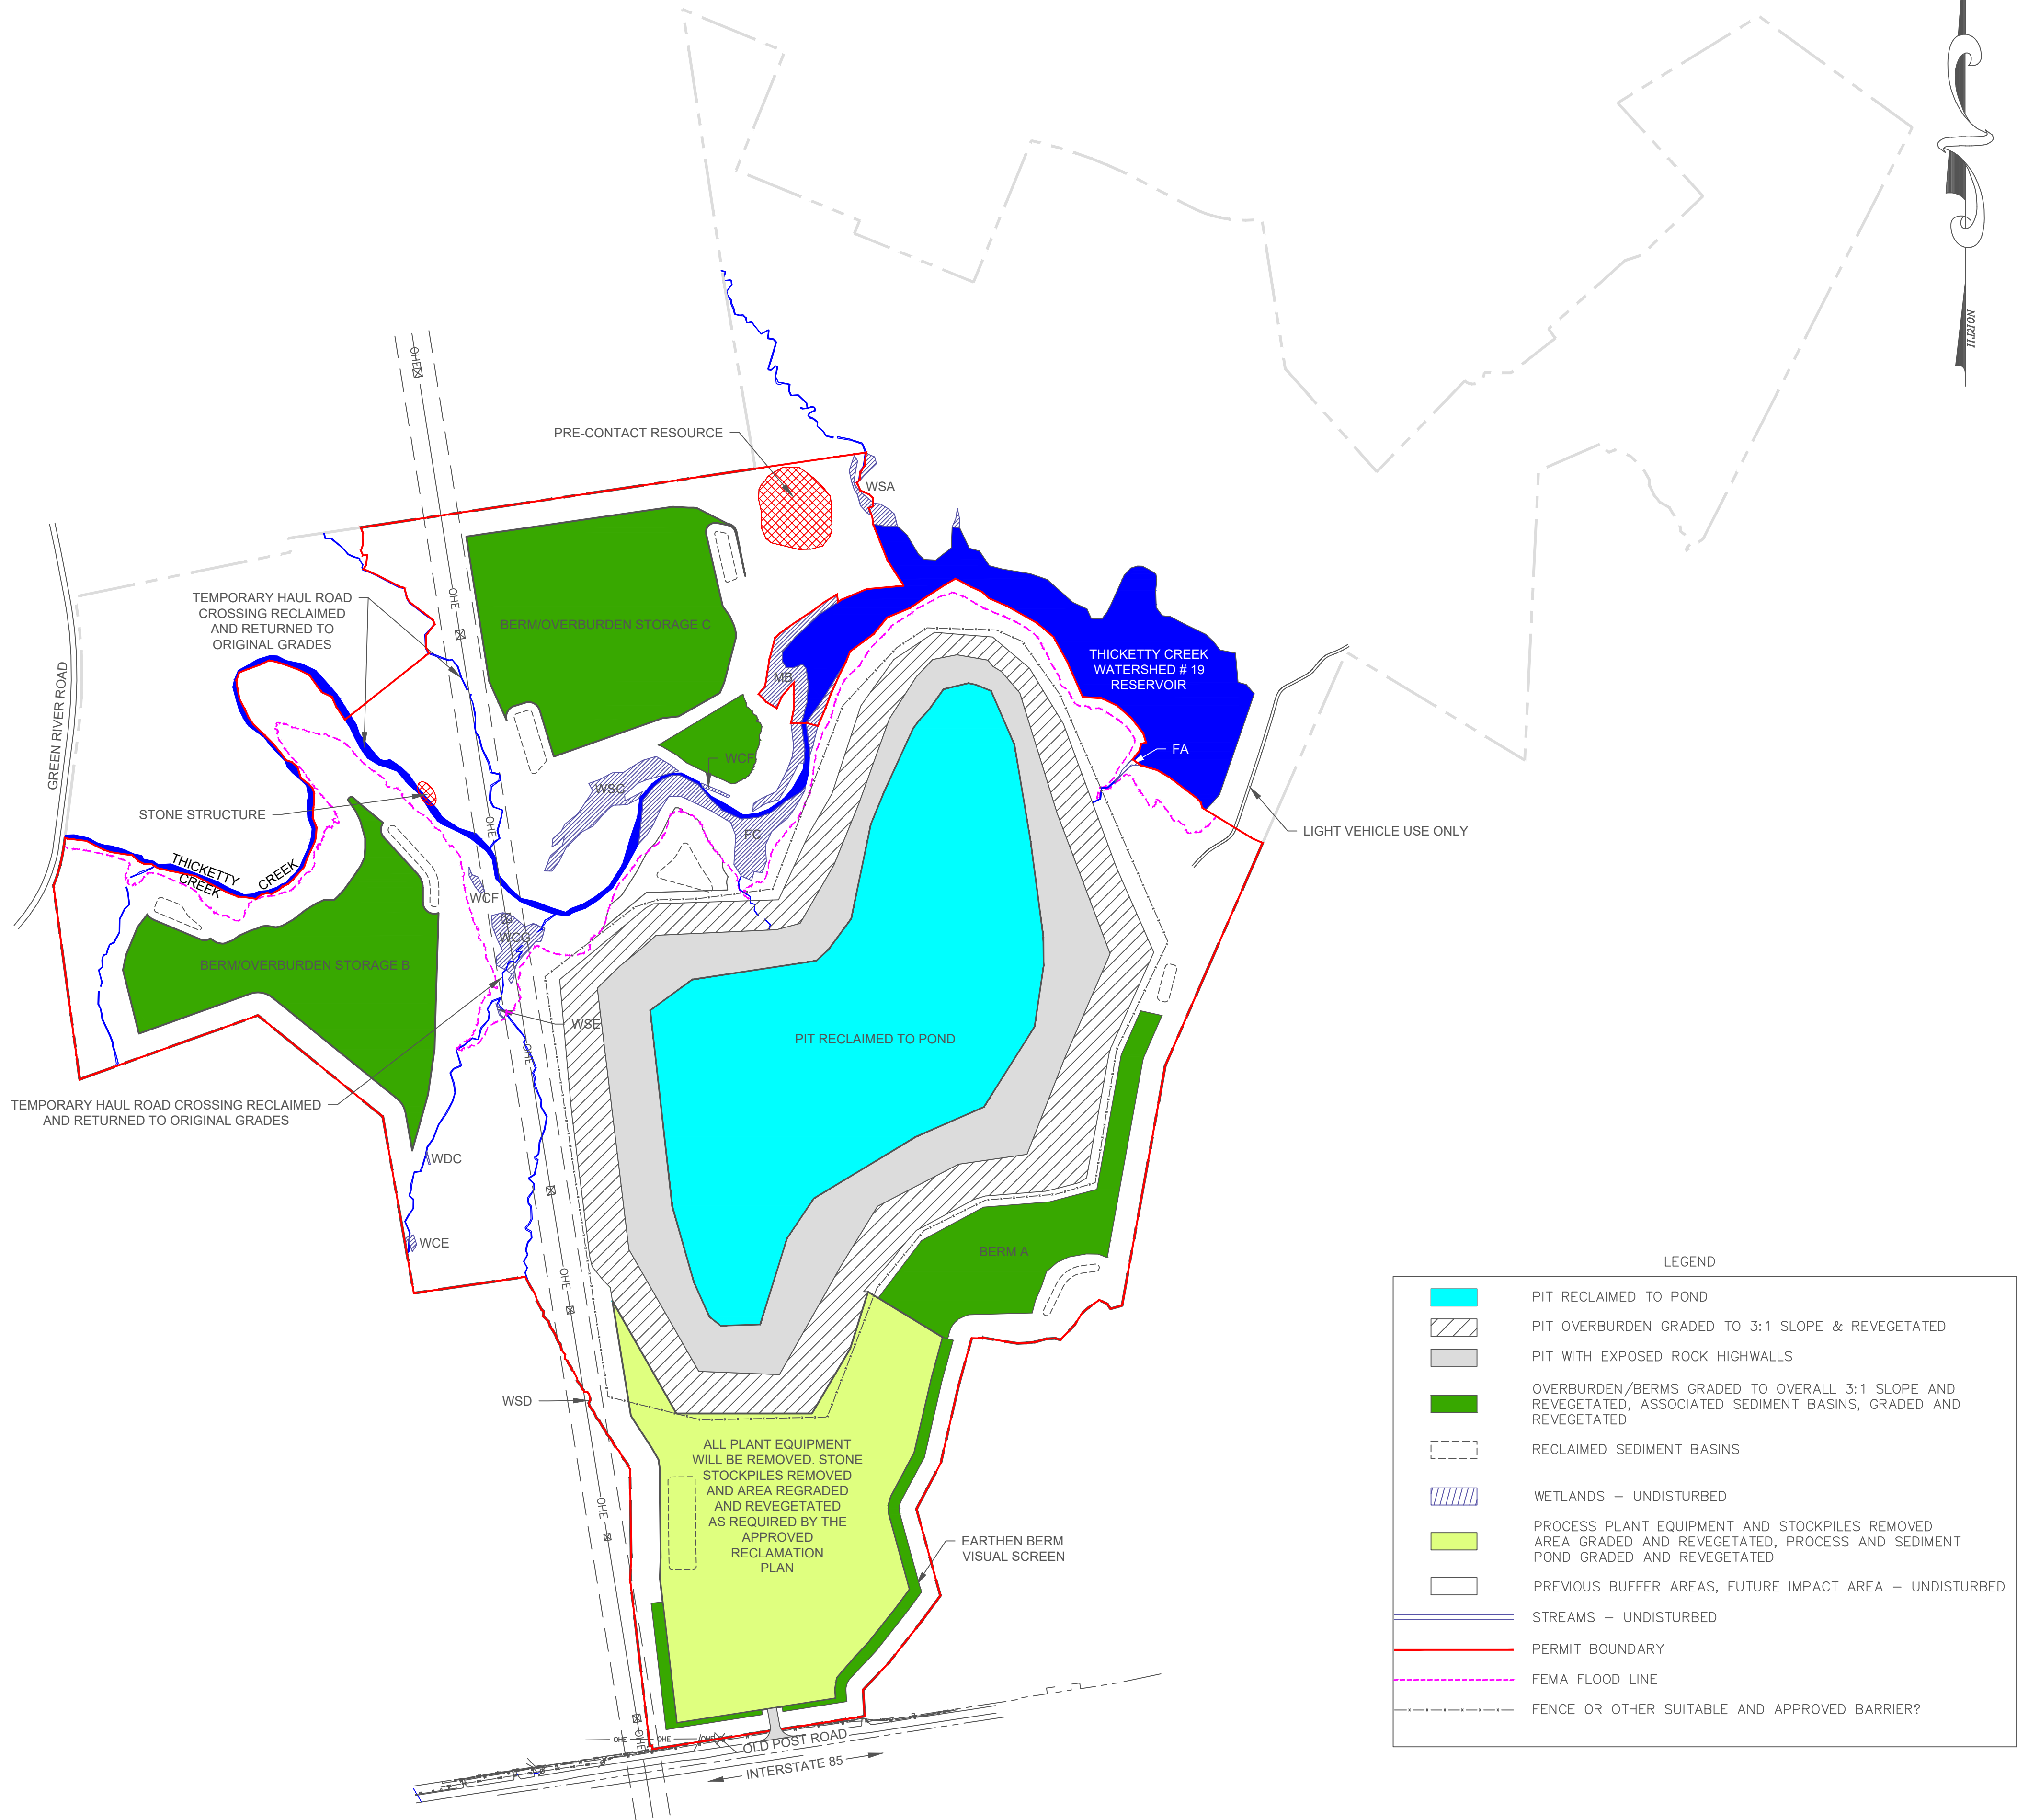 NORTH
OHE
PRE-CONTACT RESOURCE
WSA
TEMPORARY HAUL ROAD
CROSSING RECLAIMED
AND RETURNED TO
ORIGINAL GRADES
OHE
BERM/OVERBURDEN STORAGE C
THICKETTY CREEK
WATERSHED # 19
RESERVOIR
MB
GREEN RIVER ROAD
FA
WCF
WSC
STONE STRUCTURE
OHE
FC
LIGHT VEHICLE USE ONLY
THICKETTY
CREEK
CREEK
WCF
WCG
BERM/OVERBURDEN STORAGE B
WSE
OHE
PIT RECLAIMED TO POND
TEMPORARY HAUL ROAD CROSSING RECLAIMED
AND RETURNED TO ORIGINAL GRADES
WDC
WCE
BERM A
OHE
WSD
ALL PLANT EQUIPMENT
WILL BE REMOVED. STONE
STOCKPILES REMOVED
AND AREA REGRADED
AND REVEGETATED
AS REQUIRED BY THE
APPROVED
RECLAMATION
PLAN
OHE
EARTHEN BERM
VISUAL SCREEN
OHE
OHE
OHE
OHE
OLD POST ROAD
INTERSTATE 85
LEGEND
PIT RECLAIMED TO POND
PIT OVERBURDEN GRADED TO 3:1 SLOPE & REVEGETATED
PIT WITH EXPOSED ROCK HIGHWALLS
OVERBURDEN/BERMS GRADED TO OVERALL 3:1 SLOPE AND
REVEGETATED, ASSOCIATED SEDIMENT BASINS, GRADED AND
REVEGETATED
RECLAIMED SEDIMENT BASINS
WETLANDS – UNDISTURBED
PROCESS PLANT EQUIPMENT AND STOCKPILES REMOVED
AREA GRADED AND REVEGETATED, PROCESS AND SEDIMENT
POND GRADED AND REVEGETATED
PREVIOUS BUFFER AREAS, FUTURE IMPACT AREA – UNDISTURBED
STREAMS – UNDISTURBED
PERMIT BOUNDARY
FEMA FLOOD LINE
FENCE OR OTHER SUITABLE AND APPROVED BARRIER?